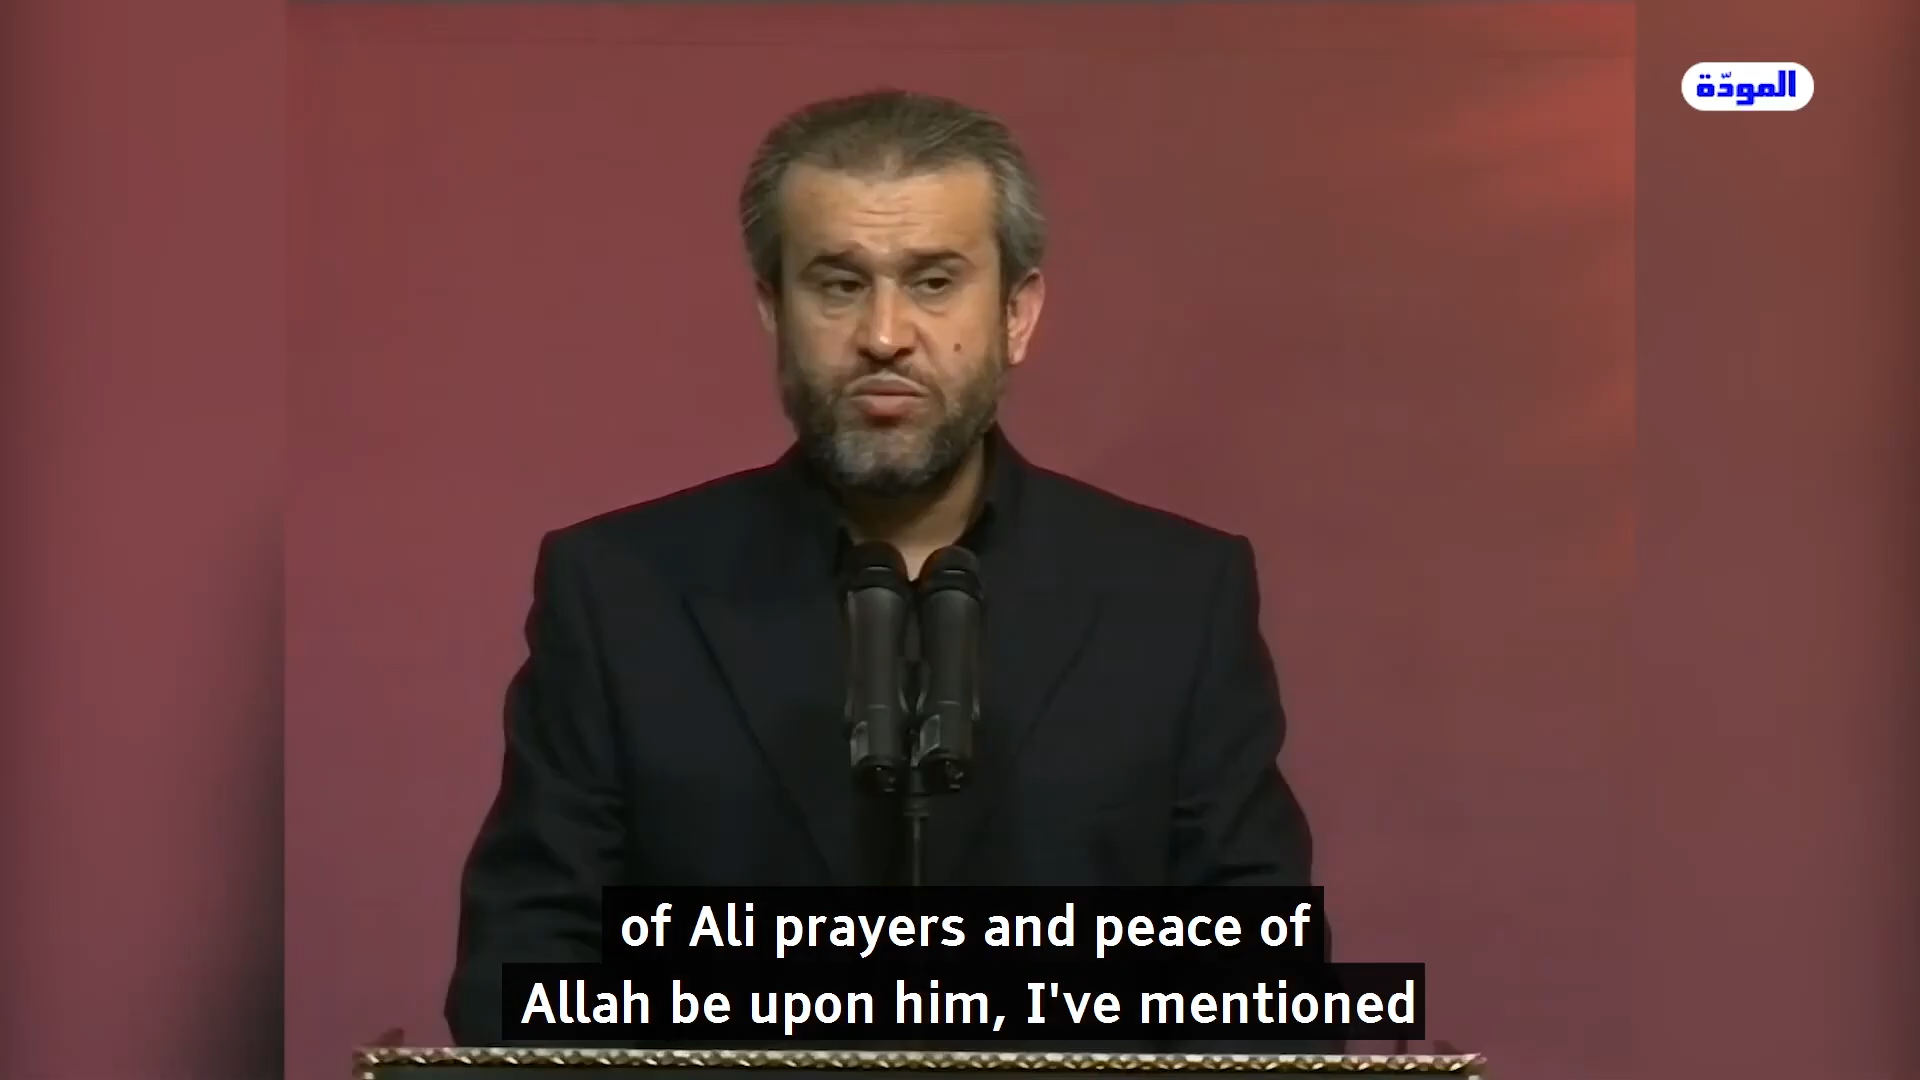 المودّة
of Ali prayers and peace of
Allah be upon him, I've mentioned